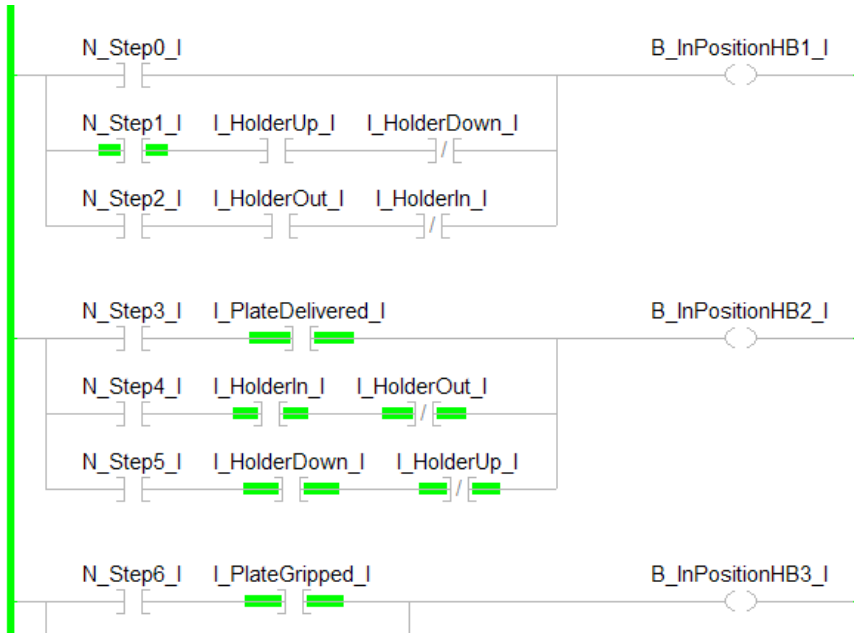 N_Step0_I B_InPositionHB1_I
N_Step1_I I_HolderUp_I I_HolderDown_I
N_Step2_I I_HolderOut_I I_HolderIn_I
N_Step3_I I_PlateDelivered_I B_InPositionHB2_I
N_Step4_I I_HolderIn_I I_HolderOut_I
N_Step5_I I_HolderDown_I I_HolderUp_I
N_Step6_I I_PlateGripped_I B_InPositionHB3_I